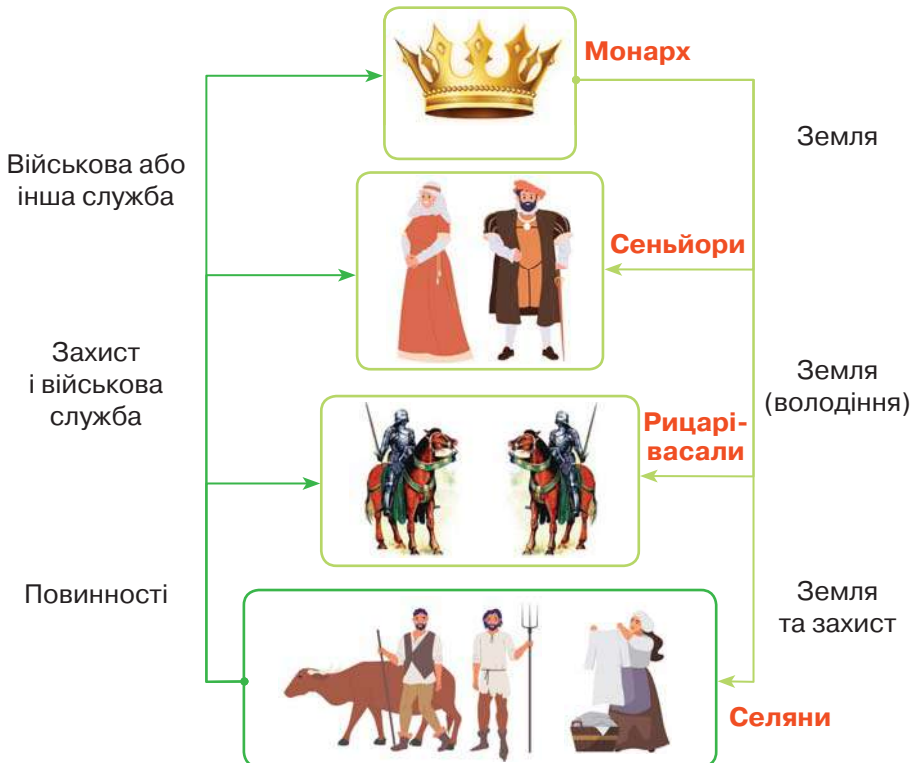 Монарх
Військова або
інша служба
Земля
Сеньйори
Захист
і військова
служба
Земля
(володіння)
Рицарі-
васали
Повинності
Земля
та захист
Селяни